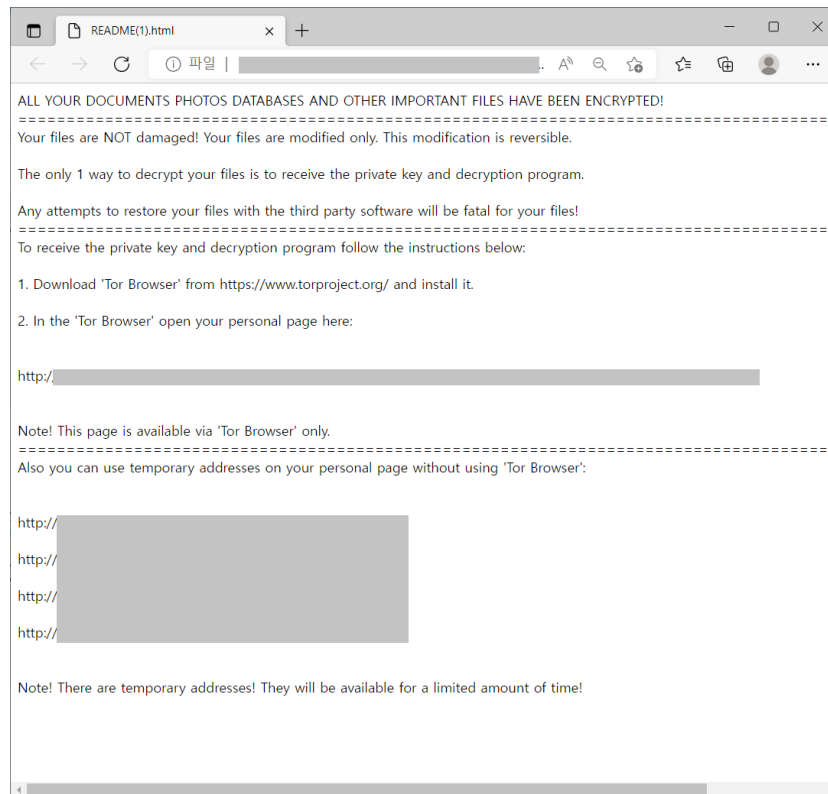 README(1).html
파일
..
ALL YOUR DOCUMENTS PHOTOS DATABASES AND OTHER IMPORTANT FILES HAVE BEEN ENCRYPTED!
====================================================================================
Your files are NOT damaged! Your files are modified only. This modification is reversible.
The only 1 way to decrypt your files is to receive the private key and decryption program.
Any attempts to restore your files with the third party software will be fatal for your files!
====================================================================================
To receive the private key and decryption program follow the instructions below:
1. Download 'Tor Browser' from https://www.torproject.org/ and install it.
2. In the 'Tor Browser' open your personal page here:
http:/
Note! This page is available via 'Tor Browser' only.
====================================================================================
Also you can use temporary addresses on your personal page without using 'Tor Browser':
http://
http://
http://
http://
Note! There are temporary addresses! They will be available for a limited amount of time!